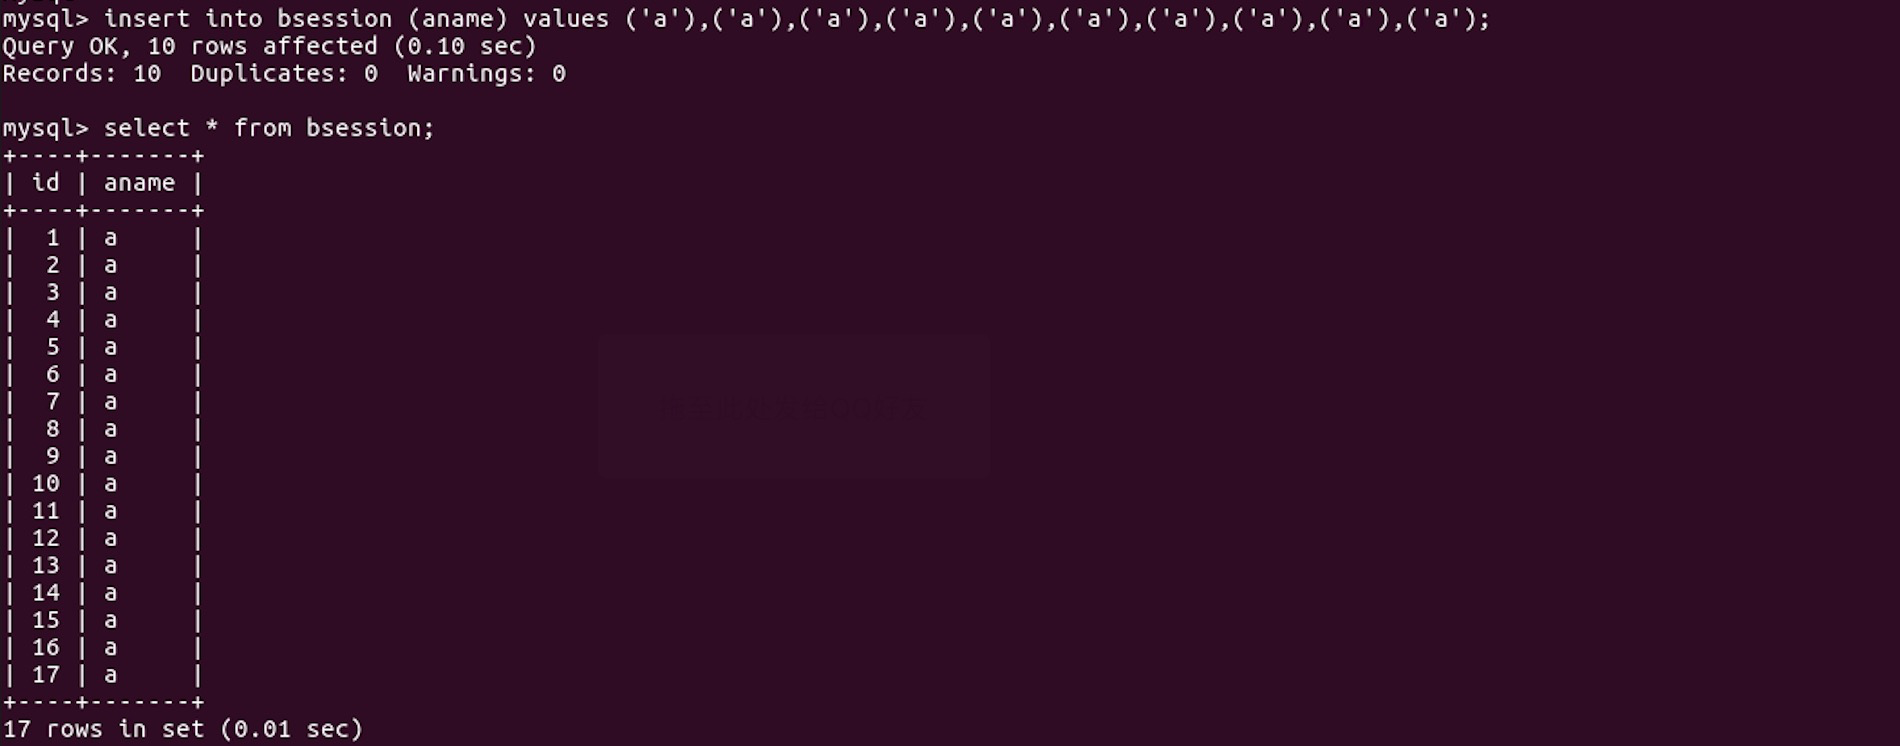 mysql> insert into bsession (aname) values ('a'),('a'),('a'),('a'),('a'),('a'),('a'),('a'),('a'),('a');
Query OK, 10 rows affected (0.10 sec)
Records: 10  Duplicates: 0  Warnings: 0
mysql> select * from bsession;
+----+-------+
| id | aname |
+----+-------+
|  1 | a     |
|  2 | a     |
|  3 | a     |
|  4 | a     |
|  5 | a     |
|  6 | a     |
|  7 | a     |
|  8 | a     |
|  9 | a     |
| 10 | a     |
| 11 | a     |
| 12 | a     |
| 13 | a     |
| 14 | a     |
| 15 | a     |
| 16 | a     |
| 17 | a     |
+----+-------+
17 rows in set (0.01 sec)